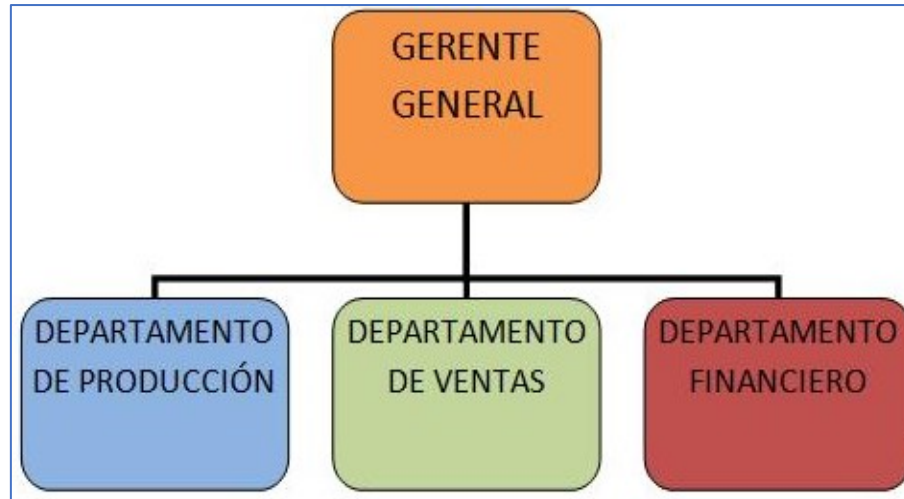 GERENTE
GENERAL
DEPARTAMENTO
DE PRODUCCIÓN
DEPARTAMENTO
DE VENTAS
DEPARTAMENTO
FINANCIERO